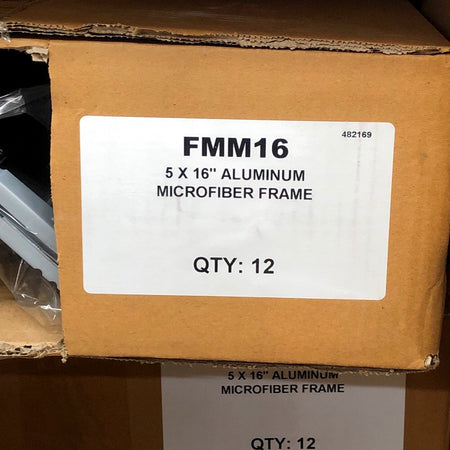 482169
FMM16
5 X 16" ALUMINUM
MICROFIBER FRAME
QTY: 12
5 X 16" ALUMINUM
MICROFIBER FRAME
QTY: 12